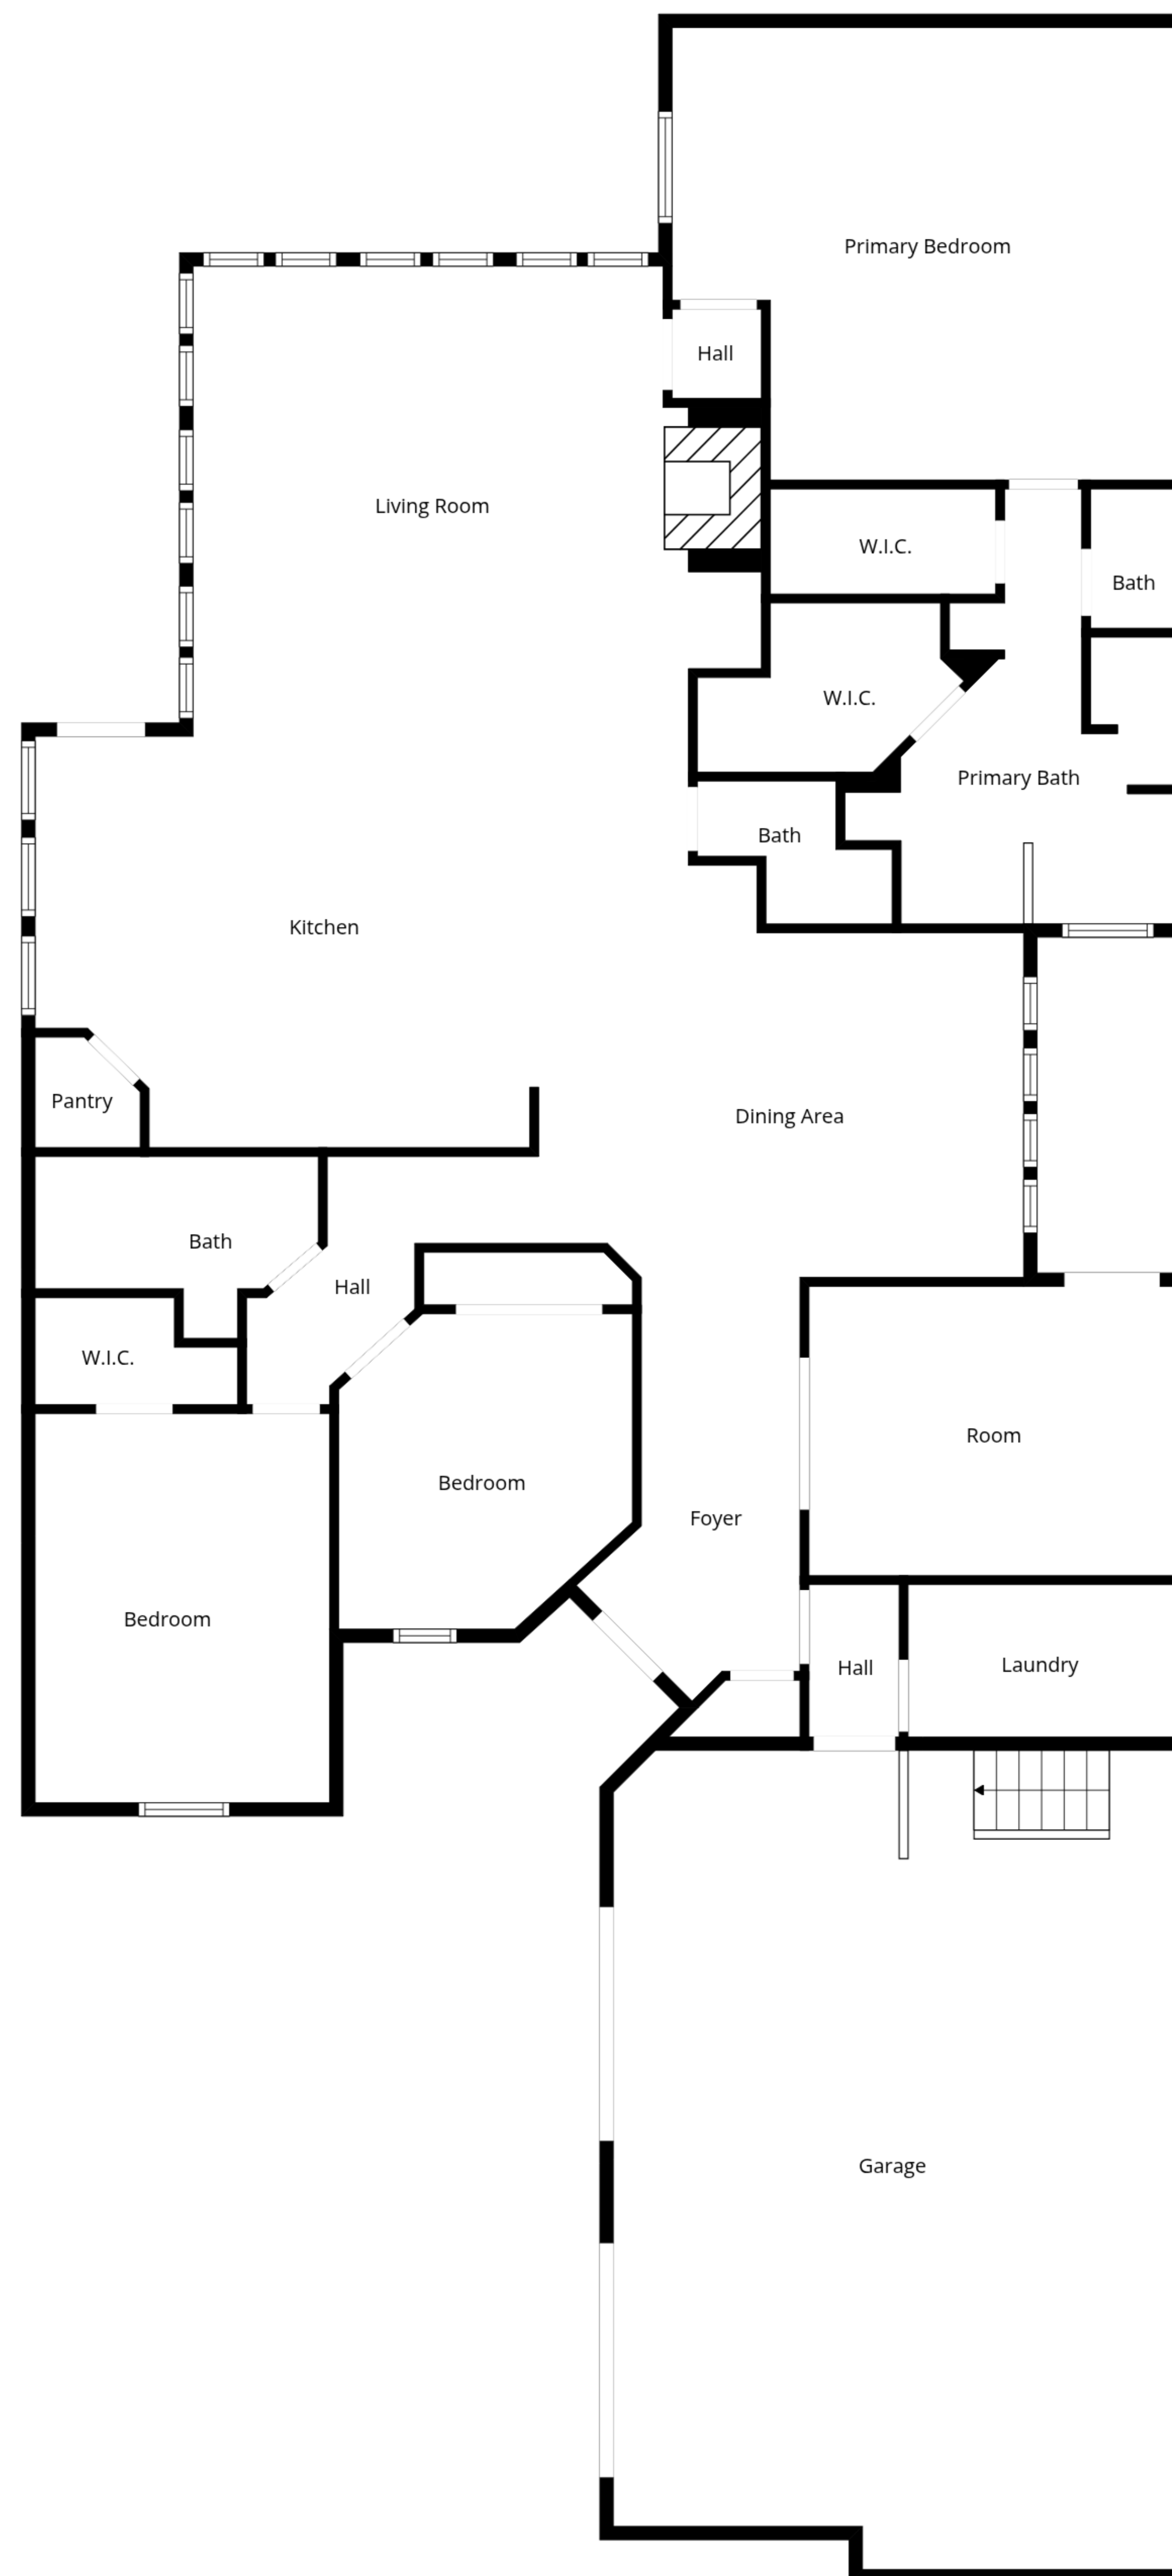 Primary Bedroom
Hall
Living Room
W.I.C.
Bath
W.I.C.
Primary Bath
Bath
Kitchen
Pantry
Dining Area
Bath
Hall
W.I.C.
Room
Bedroom
Foyer
Bedroom
Hall
Laundry
Garage